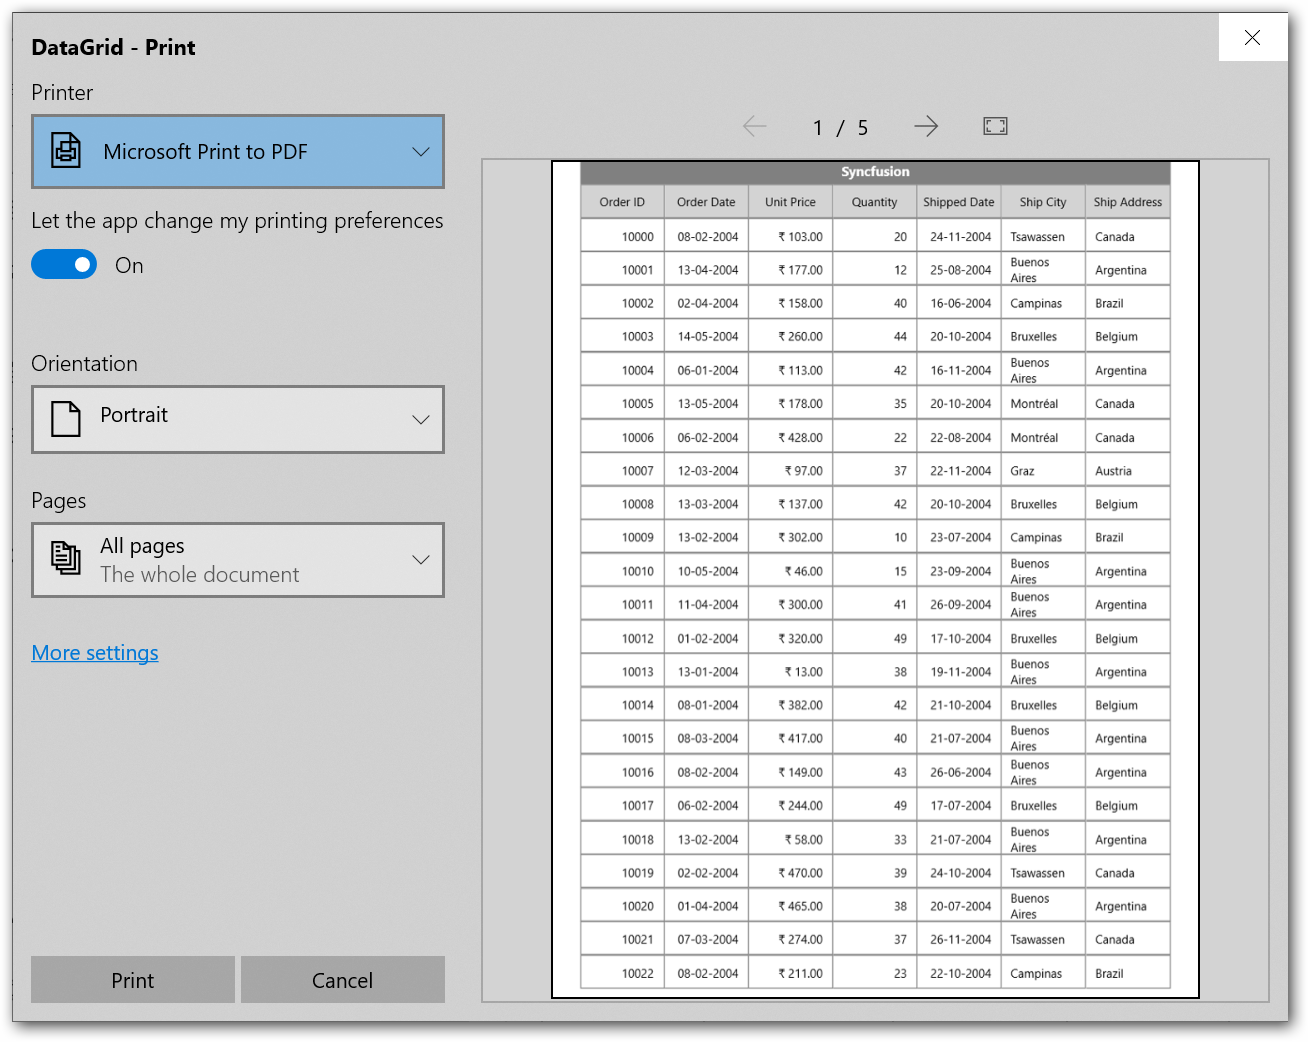 DataGrid - Print
Printer
Microsoft Print to PDF
Let the app change my printing preferences
On
Orientation
Portrait
Pages
All pages
The whole document
More settings
Print Cancel
1 / 5
Syncfusion
Order ID Order Date Unit Price Quantity Shipped Date Ship City Ship Address
10000 08-02-2004 ₹ 103.00 20 24-11-2004 Tsawassen Canada
10001 13-04-2004 ₹ 177.00 12 25-08-2004 Buenos Aires Argentina
10002 02-04-2004 ₹ 158.00 40 16-06-2004 Campinas Brazil
10003 14-05-2004 ₹ 260.00 44 20-10-2004 Bruxelles Belgium
10004 06-01-2004 ₹ 113.00 42 16-11-2004 Buenos Aires Argentina
10005 13-05-2004 ₹ 178.00 35 20-10-2004 Montréal Canada
10006 06-02-2004 ₹ 428.00 22 22-08-2004 Montréal Canada
10007 12-03-2004 ₹ 97.00 37 22-11-2004 Graz Austria
10008 13-03-2004 ₹ 137.00 42 20-10-2004 Bruxelles Belgium
10009 13-02-2004 ₹ 302.00 10 23-07-2004 Campinas Brazil
10010 10-05-2004 ₹ 46.00 15 23-09-2004 Buenos Aires Argentina
10011 11-04-2004 ₹ 300.00 41 26-09-2004 Buenos Aires Argentina
10012 01-02-2004 ₹ 320.00 49 17-10-2004 Bruxelles Belgium
10013 13-01-2004 ₹ 13.00 38 19-11-2004 Buenos Aires Argentina
10014 08-01-2004 ₹ 382.00 42 21-10-2004 Bruxelles Belgium
10015 08-03-2004 ₹ 417.00 40 21-07-2004 Buenos Aires Argentina
10016 08-02-2004 ₹ 149.00 43 26-06-2004 Buenos Aires Argentina
10017 06-02-2004 ₹ 244.00 49 17-07-2004 Bruxelles Belgium
10018 13-02-2004 ₹ 58.00 33 21-07-2004 Buenos Aires Argentina
10019 02-02-2004 ₹ 470.00 39 24-10-2004 Tsawassen Canada
10020 01-04-2004 ₹ 465.00 38 20-07-2004 Buenos Aires Argentina
10021 07-03-2004 ₹ 274.00 37 26-11-2004 Tsawassen Canada
10022 08-02-2004 ₹ 211.00 23 22-10-2004 Campinas Brazil